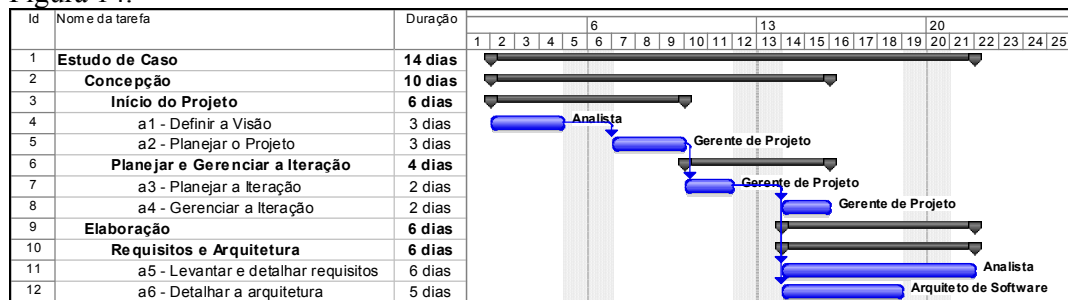 Figura 14.
Id Nome da tarefa Duração 6 13 20
1 2 3 4 5 6 7 8 9 10 11 12 13 14 15 16 17 18 19 20 21 22 23 24 25
1 Estudo de Caso 14 dias
2 Concepção 10 dias
3 Início do Projeto 6 dias
4 a1 - Definir a Visão 3 dias Analista
5 a2 - Planejar o Projeto 3 dias Gerente de Projeto
6 Planejar e Gerenciar a Iteração 4 dias
7 a3 - Planejar a Iteração 2 dias Gerente de Projeto
8 a4 - Gerenciar a Iteração 2 dias Gerente de Projeto
9 Elaboração 6 dias
10 Requisitos e Arquitetura 6 dias
11 a5 - Levantar e detalhar requisitos 6 dias Analista
12 a6 - Detalhar a arquitetura 5 dias Arquiteto de Software